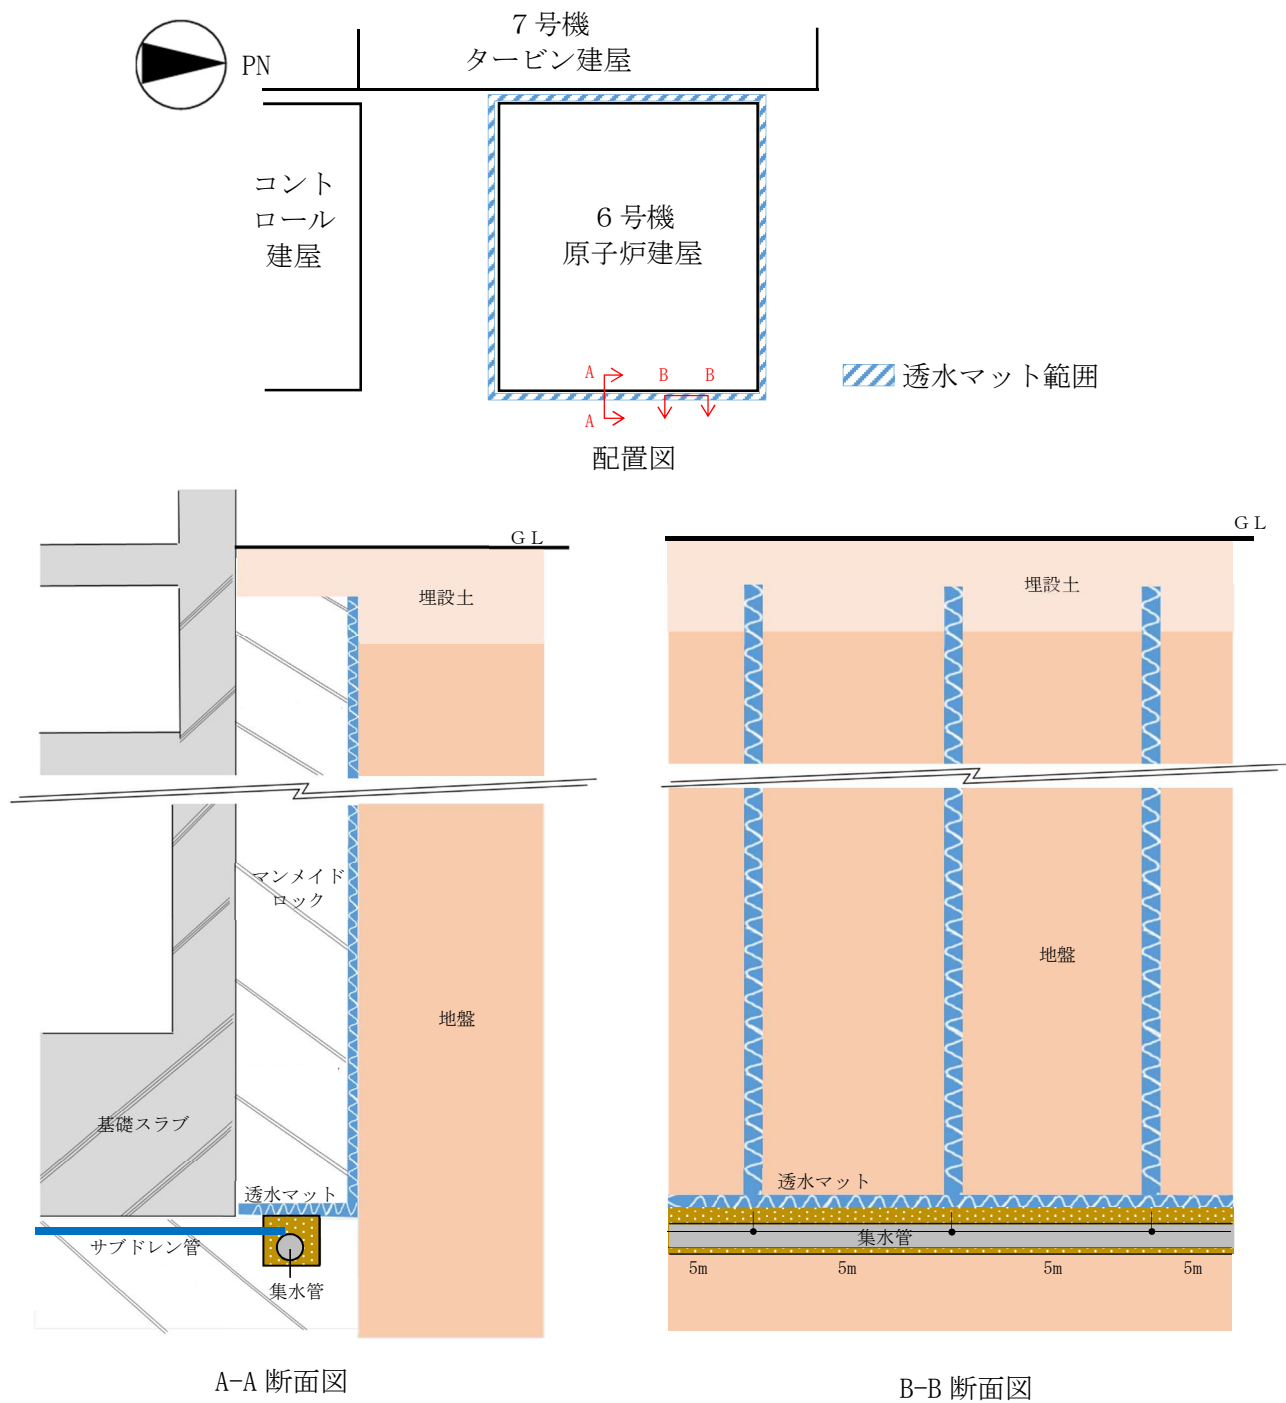 ７号機
タービン建屋
PN
コント
ロール
建屋
６号機
原子炉建屋
A
B
B
A
透水マット範囲
配置図
GL
埋設土
マンメイド
ロック
地盤
基礎スラブ
透水マット
サブドレン管
集水管
A-A 断面図
GL
埋設土
地盤
透水マット
集水管
5m
5m
5m
5m
B-B 断面図